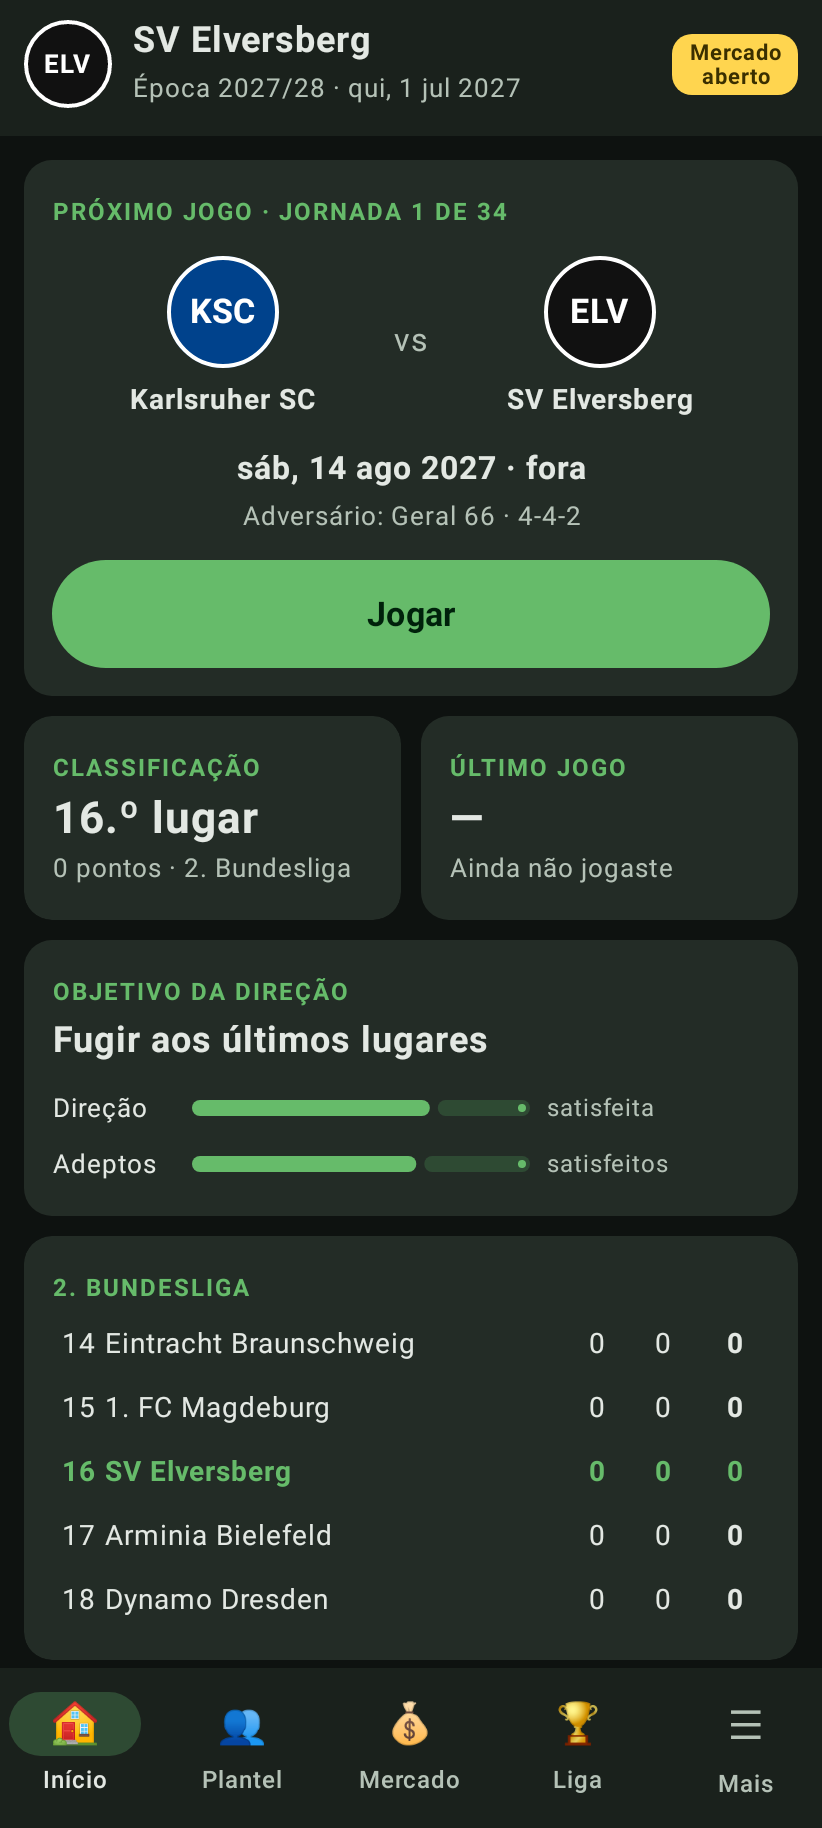 ELV
SV Elversberg
Época 2027/28 · qui, 1 jul 2027
Mercado
aberto
PRÓXIMO JOGO · JORNADA 1 DE 34
KSC
vs
ELV
Karlsruher SC
SV Elversberg
sáb, 14 ago 2027 · fora
Adversário: Geral 66 · 4-4-2
Jogar
CLASSIFICAÇÃO
16.º lugar
0 pontos · 2. Bundesliga
ÚLTIMO JOGO
—
Ainda não jogaste
OBJETIVO DA DIREÇÃO
Fugir aos últimos lugares
Direção satisfeita
Adeptos satisfeitos
2. BUNDESLIGA
14 Eintracht Braunschweig 0 0 0
15 1. FC Magdeburg 0 0 0
16 SV Elversberg 0 0 0
17 Arminia Bielefeld 0 0 0
18 Dynamo Dresden 0 0 0
Início Plantel Mercado Liga Mais